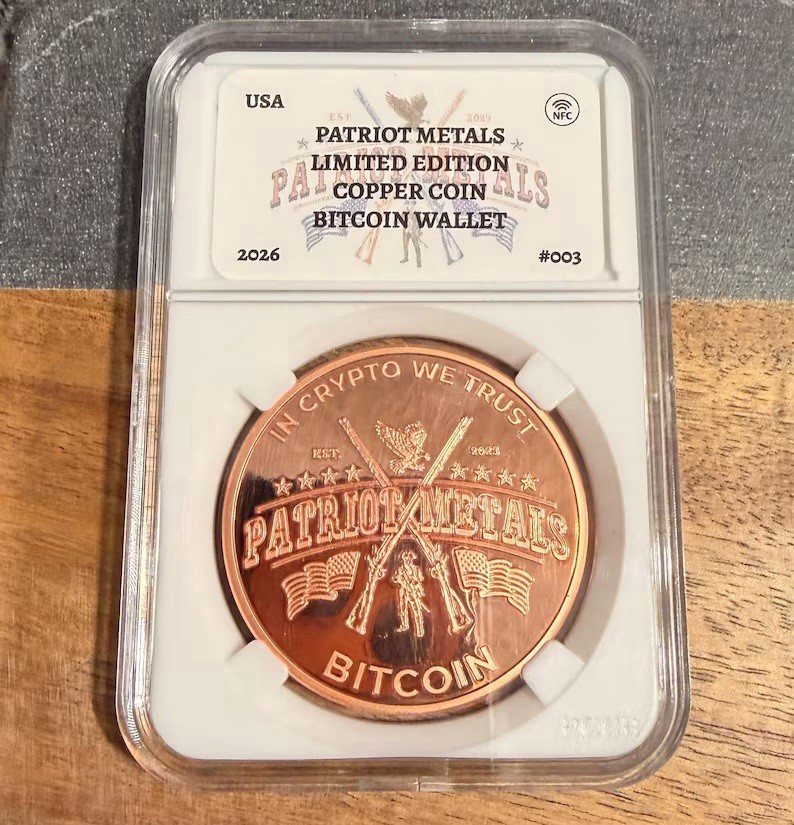 USA
NFC
EST. 2023
PATRIOT METALS
LIMITED EDITION
COPPER COIN
BITCOIN WALLET
PATRIOT METALS
2026 #003
IN CRYPTO WE TRUST
EST. 2023
PATRIOT METALS
BITCOIN